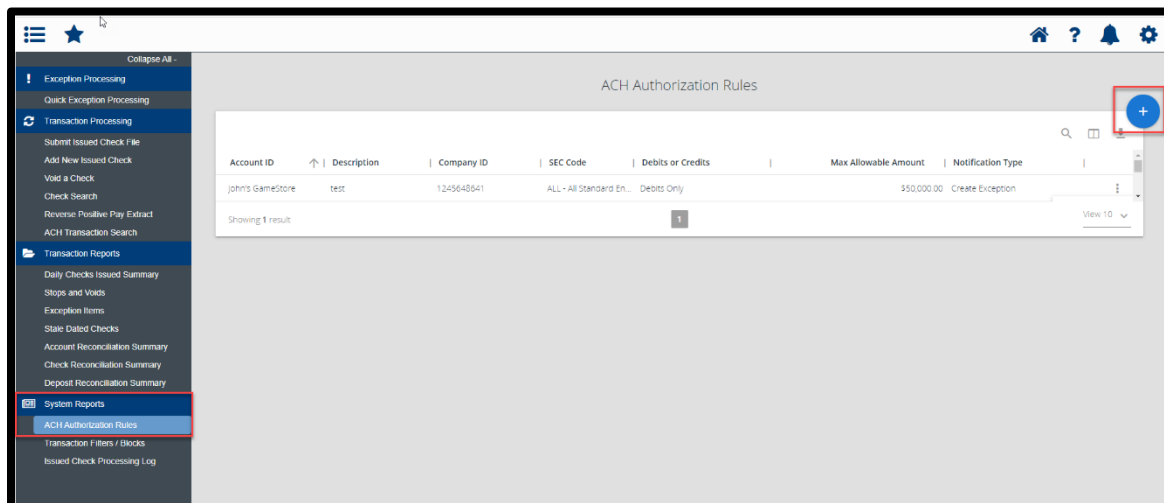 Collapse All -
Exception Processing
Quick Exception Processing
Transaction Processing
Submit Issued Check File
Add New Issued Check
Void a Check
Check Search
Reverse Positive Pay Extract
ACH Transaction Search
Transaction Reports
Daily Checks Issued Summary
Stops and Voids
Exception Items
Stale Dated Checks
Account Reconciliation Summary
Check Reconciliation Summary
Deposit Reconciliation Summary
System Reports
ACH Authorization Rules
Transaction Filters / Blocks
Issued Check Processing Log
ACH Authorization Rules
Account ID Description Company ID SEC Code Debits or Credits Max Allowable Amount Notification Type
John's GameStore test 1245648641 ALL - All Standard En... Debits Only $50,000.00 Create Exception
Showing 1 result 1 View 10